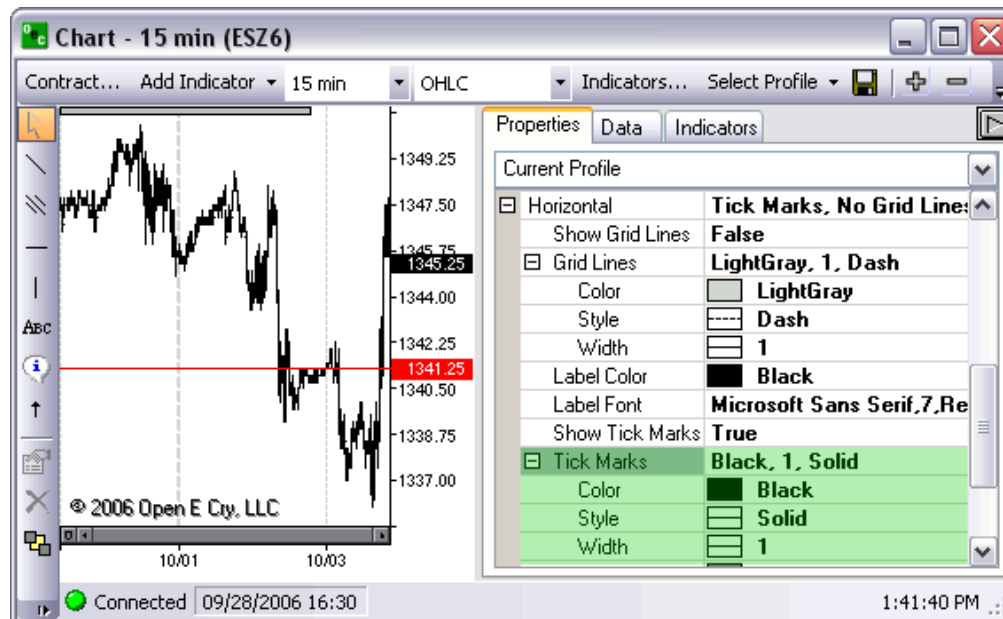 Oec Chart - 15 min (ESZ6)
Contract... Add Indicator 15 min OHLC Indicators... Select Profile
Properties Data Indicators
Current Profile
Horizontal Tick Marks, No Grid Lines
Show Grid Lines False
Grid Lines LightGray, 1, Dash
Color LightGray
Style Dash
Width 1
Label Color Black
Label Font Microsoft Sans Serif,7,Re
Show Tick Marks True
Tick Marks Black, 1, Solid
Color Black
Style Solid
Width 1
ABC
1349.25
1347.50
1345.75
1345.25
1344.00
1342.25
1341.25
1340.50
1338.75
1337.00
© 2006 Open E Cry, LLC
10/01 10/03
Connected 09/28/2006 16:30 1:41:40 PM